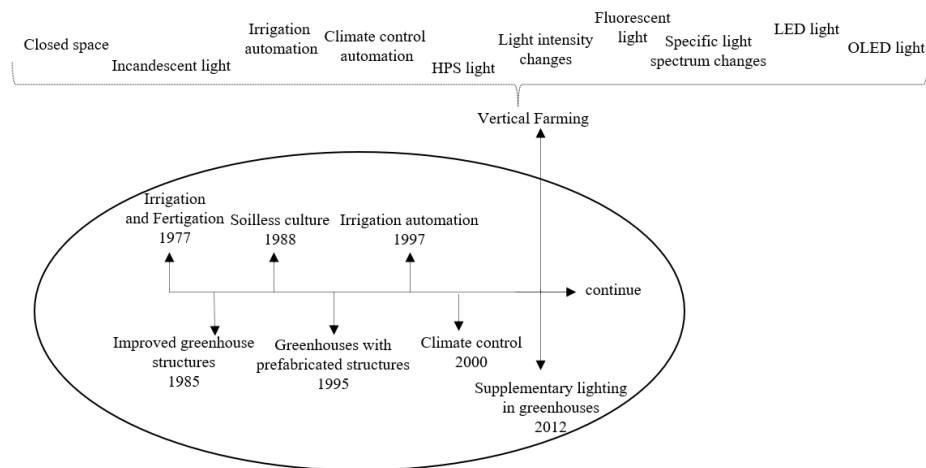 Closed space
Incandescent light
Irrigation
automation
Climate control
automation
HPS light
Light intensity
changes
Fluorescent
light
Specific light
spectrum changes
LED light
OLED light
Vertical Farming
Irrigation
and Fertigation
1977
Soilless culture
1988
Irrigation automation
1997
continue
Improved greenhouse
structures
1985
Greenhouses with
prefabricated structures
1995
Climate control
2000
Supplementary lighting
in greenhouses
2012